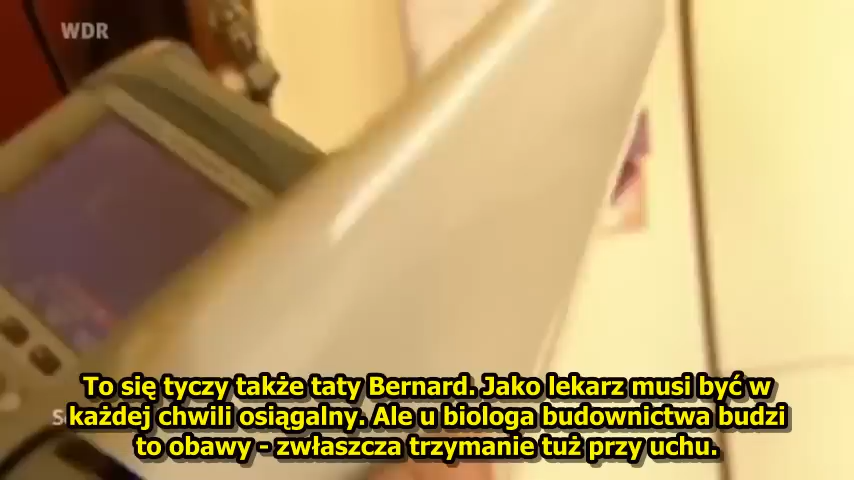 WDR
To się tyczy także taty Bernard. Jako lekarz musi być w
każdej chwili osiągalny. Ale u biologa budownictwa budzi
to obawy - zwłaszcza trzymanie tuż przy uchu.